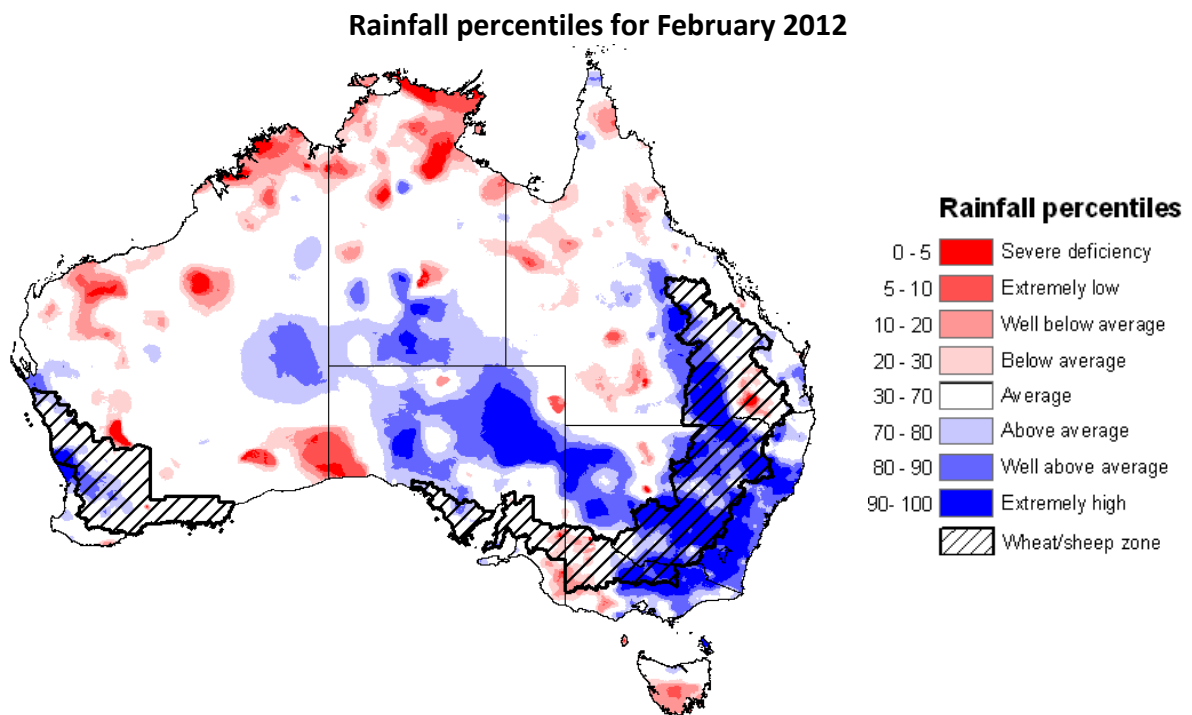 Rainfall percentiles for February 2012
Rainfall percentiles
0 - 5 Severe deficiency
5 - 10 Extremely low
10 - 20 Well below average
20 - 30 Below average
30 - 70 Average
70 - 80 Above average
80 - 90 Well above average
90- 100 Extremely high
Wheat/sheep zone